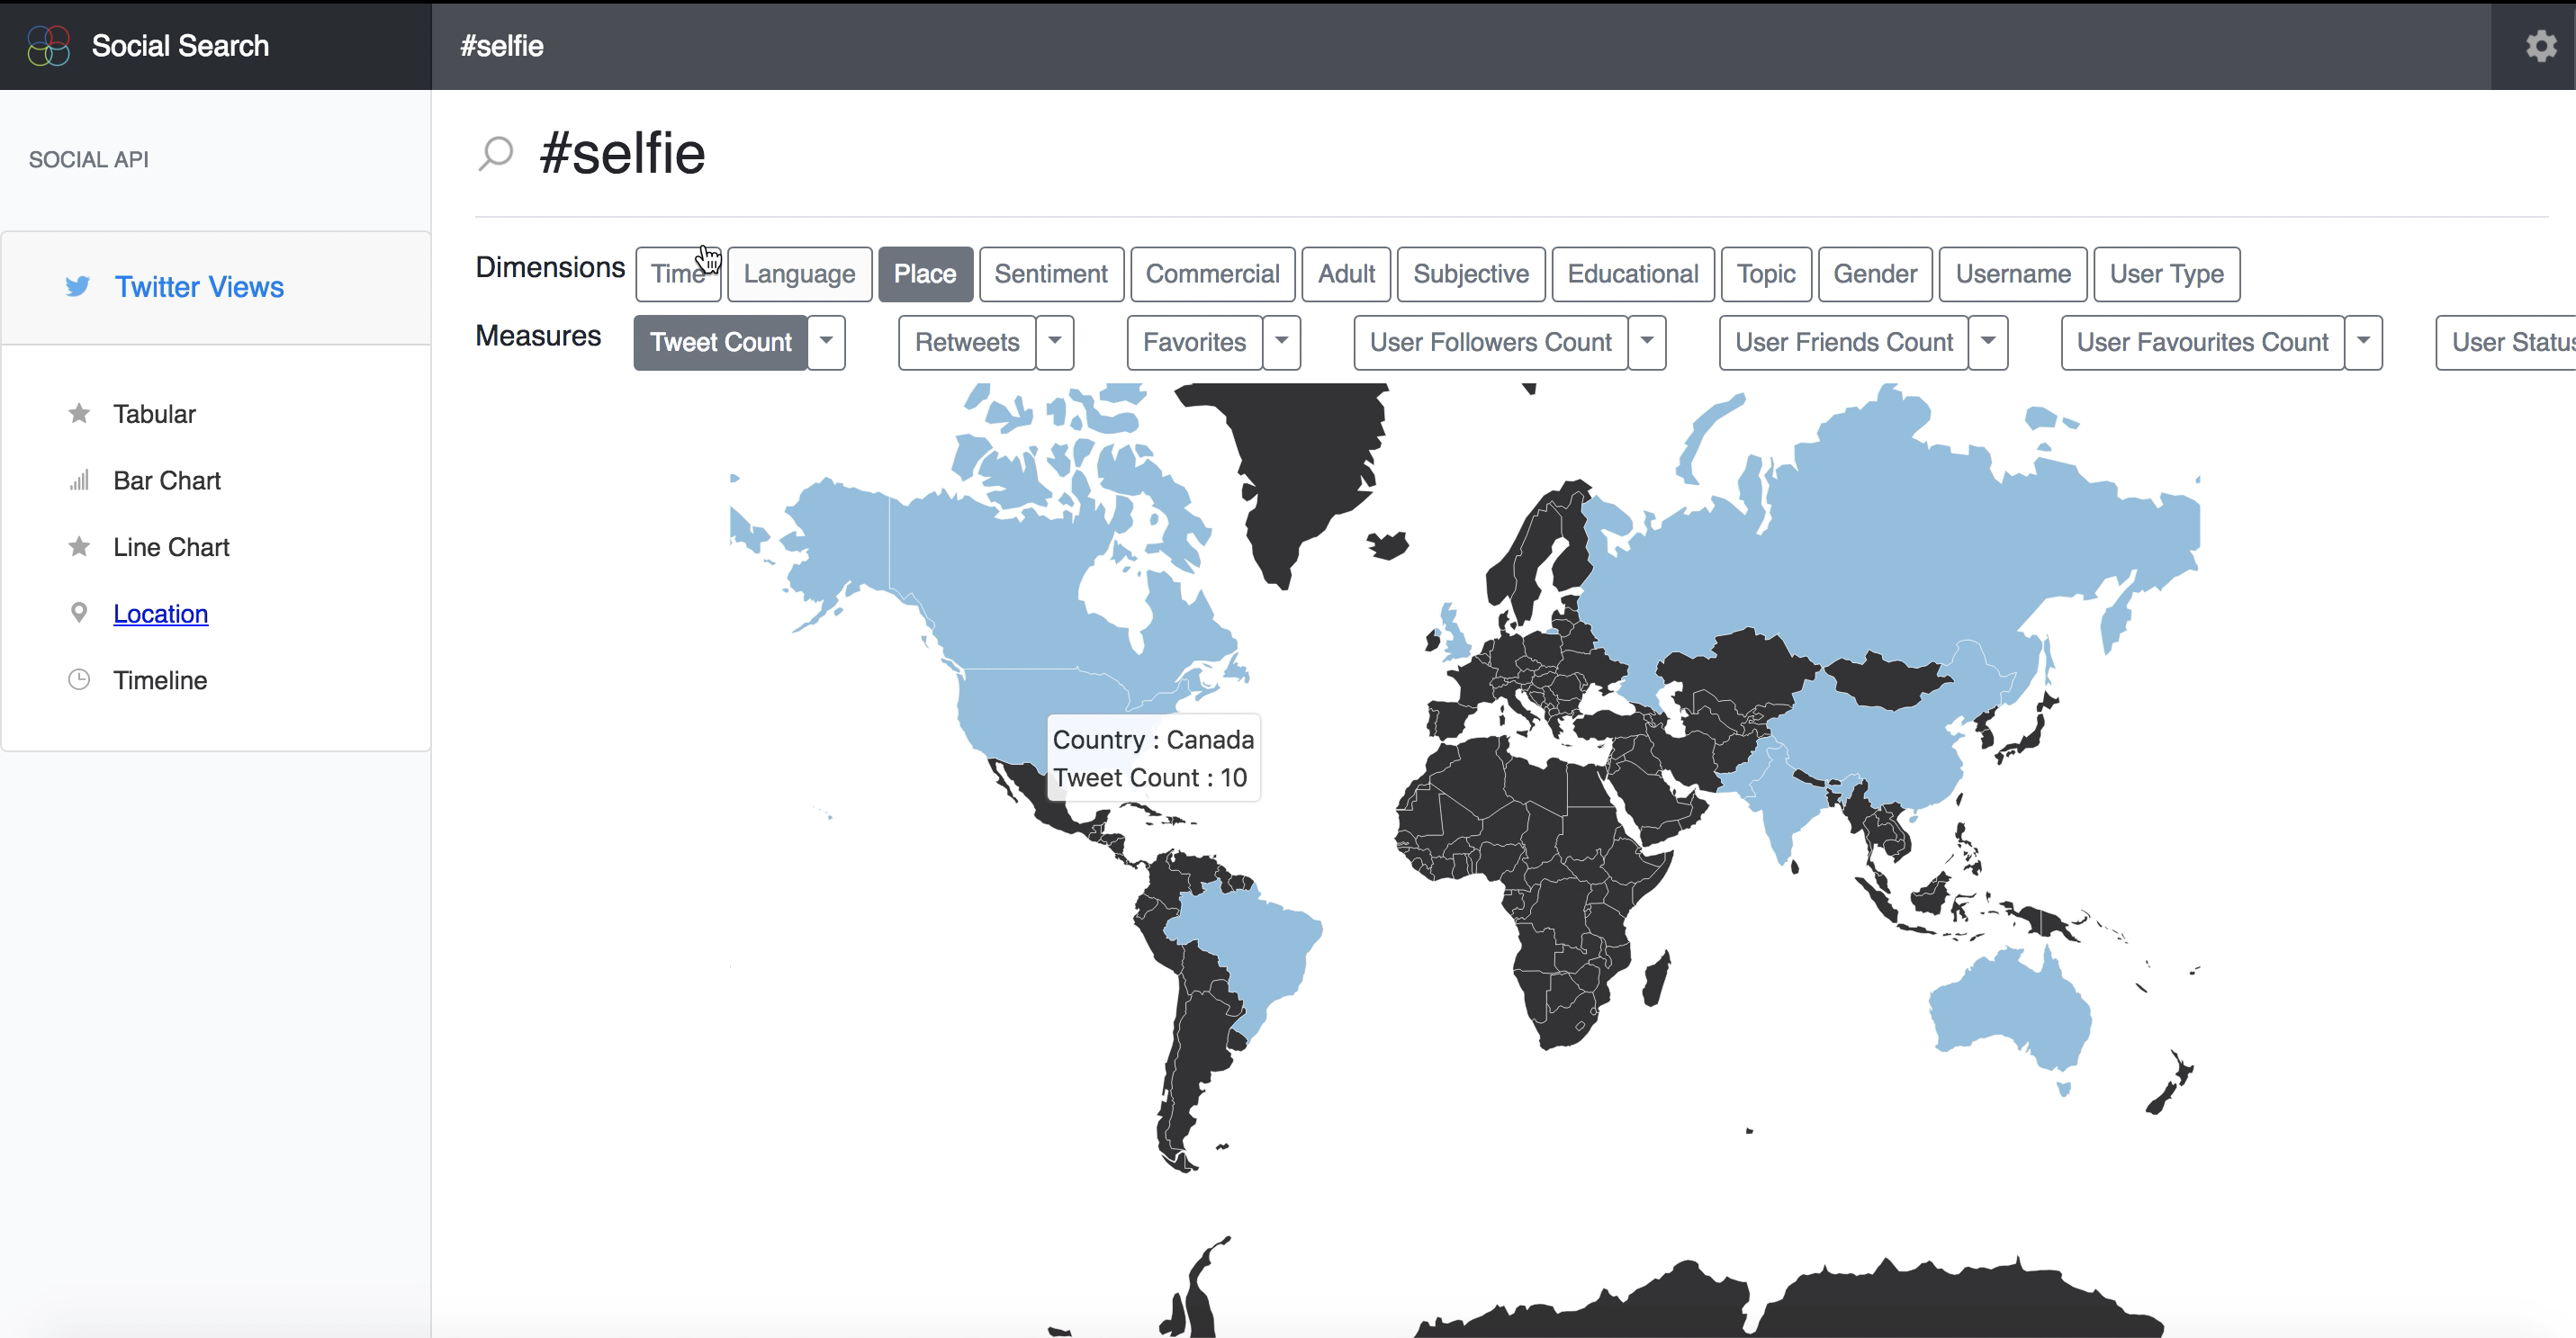 Social Search
#selfie
SOCIAL API
#selfie
Twitter Views
Dimensions Time Language Place Sentiment Commercial Adult Subjective Educational Topic Gender Username User Type
Measures Tweet Count Retweets Favorites User Followers Count User Friends Count User Favourites Count User Status
Tabular
Bar Chart
Line Chart
Location
Timeline
Country : Canada
Tweet Count : 10